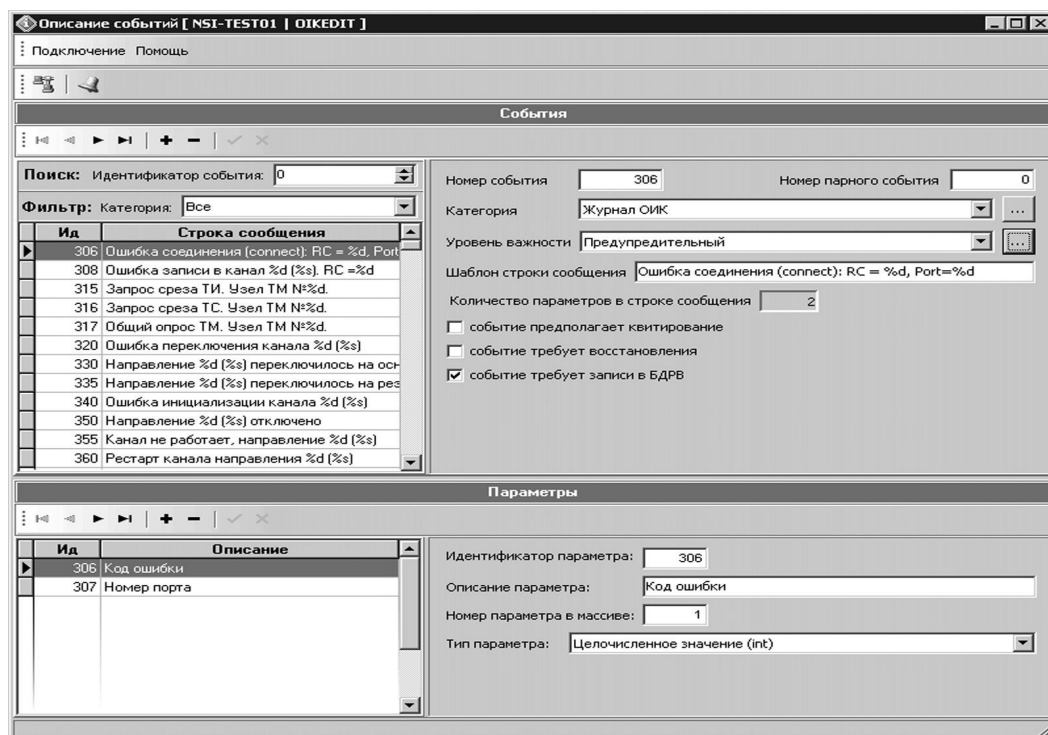 Описание событий [ NSI-TEST01 | OIKEDIT ]
Подключение Помощь
События
Поиск: Идентификатор события: 0
Фильтр: Категория: Все
Ид Строка сообщения
306 Ошибка соединения (connect): RC = %d, Port
308 Ошибка записи в канал %d (%s). RC =%d
315 Запрос среза ТИ. Узел ТМ №%d.
316 Запрос среза ТС. Узел ТМ №%d.
317 Общий опрос ТМ. Узел ТМ №%d.
320 Ошибка переключения канала %d (%s)
330 Направление %d (%s) переключилось на осн
335 Направление %d (%s) переключилось на рез
340 Ошибка инициализации канала %d (%s)
350 Направление %d (%s) отключено
355 Канал не работает, направление %d (%s)
360 Рестарт канала направления %d (%s)
Номер события 306 Номер парного события 0
Категория Журнал ОИК ...
Уровень важности Предупредительный ...
Шаблон строки сообщения Ошибка соединения (connect): RC = %d, Port=%d
Количество параметров в строке сообщения 2
событие предполагает квитирование
событие требует восстановления
событие требует записи в БДРВ
Параметры
Ид Описание
306 Код ошибки
307 Номер порта
Идентификатор параметра: 306
Описание параметра: Код ошибки
Номер параметра в массиве: 1
Тип параметра: Целочисленное значение (int)